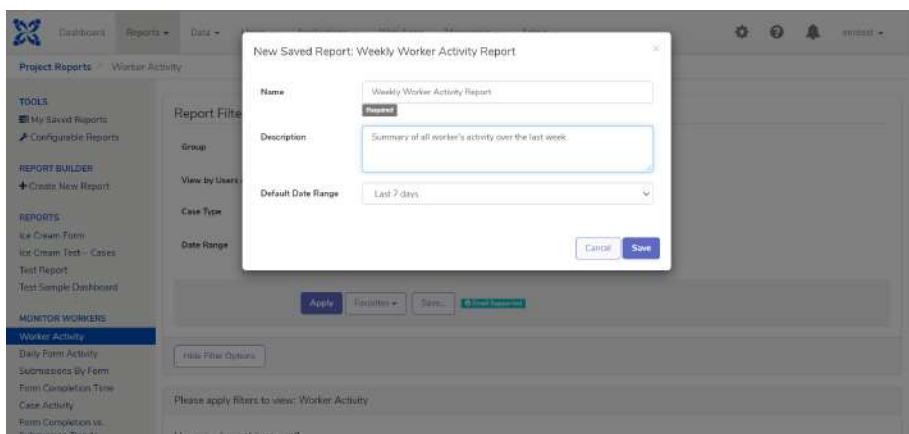 Dashboard Reports Data
New Saved Report: Weekly Worker Activity Report ×
Project Reports Worker Activity
Name Weekly Worker Activity Report
Required
TOOLS
My Saved Reports
Configurable Reports
Report Filte
Description Summary of all worker's activity over the last week.
Group
REPORT BUILDER
Create New Report
View by Users
Default Date Range Last 7 days
Case Type
REPORTS
Ice Cream Form
Ice Cream Test - Cases
Test Report
Test Sample Dashboard
Date Range
Cancel Save
Apply Favorites Save... Email Supported
MONITOR WORKERS
Worker Activity
Daily Form Activity
Submissions By Form
Form Completion Time
Case Activity
Form Completion vs.
Hide Filter Options
Please apply filters to view: Worker Activity